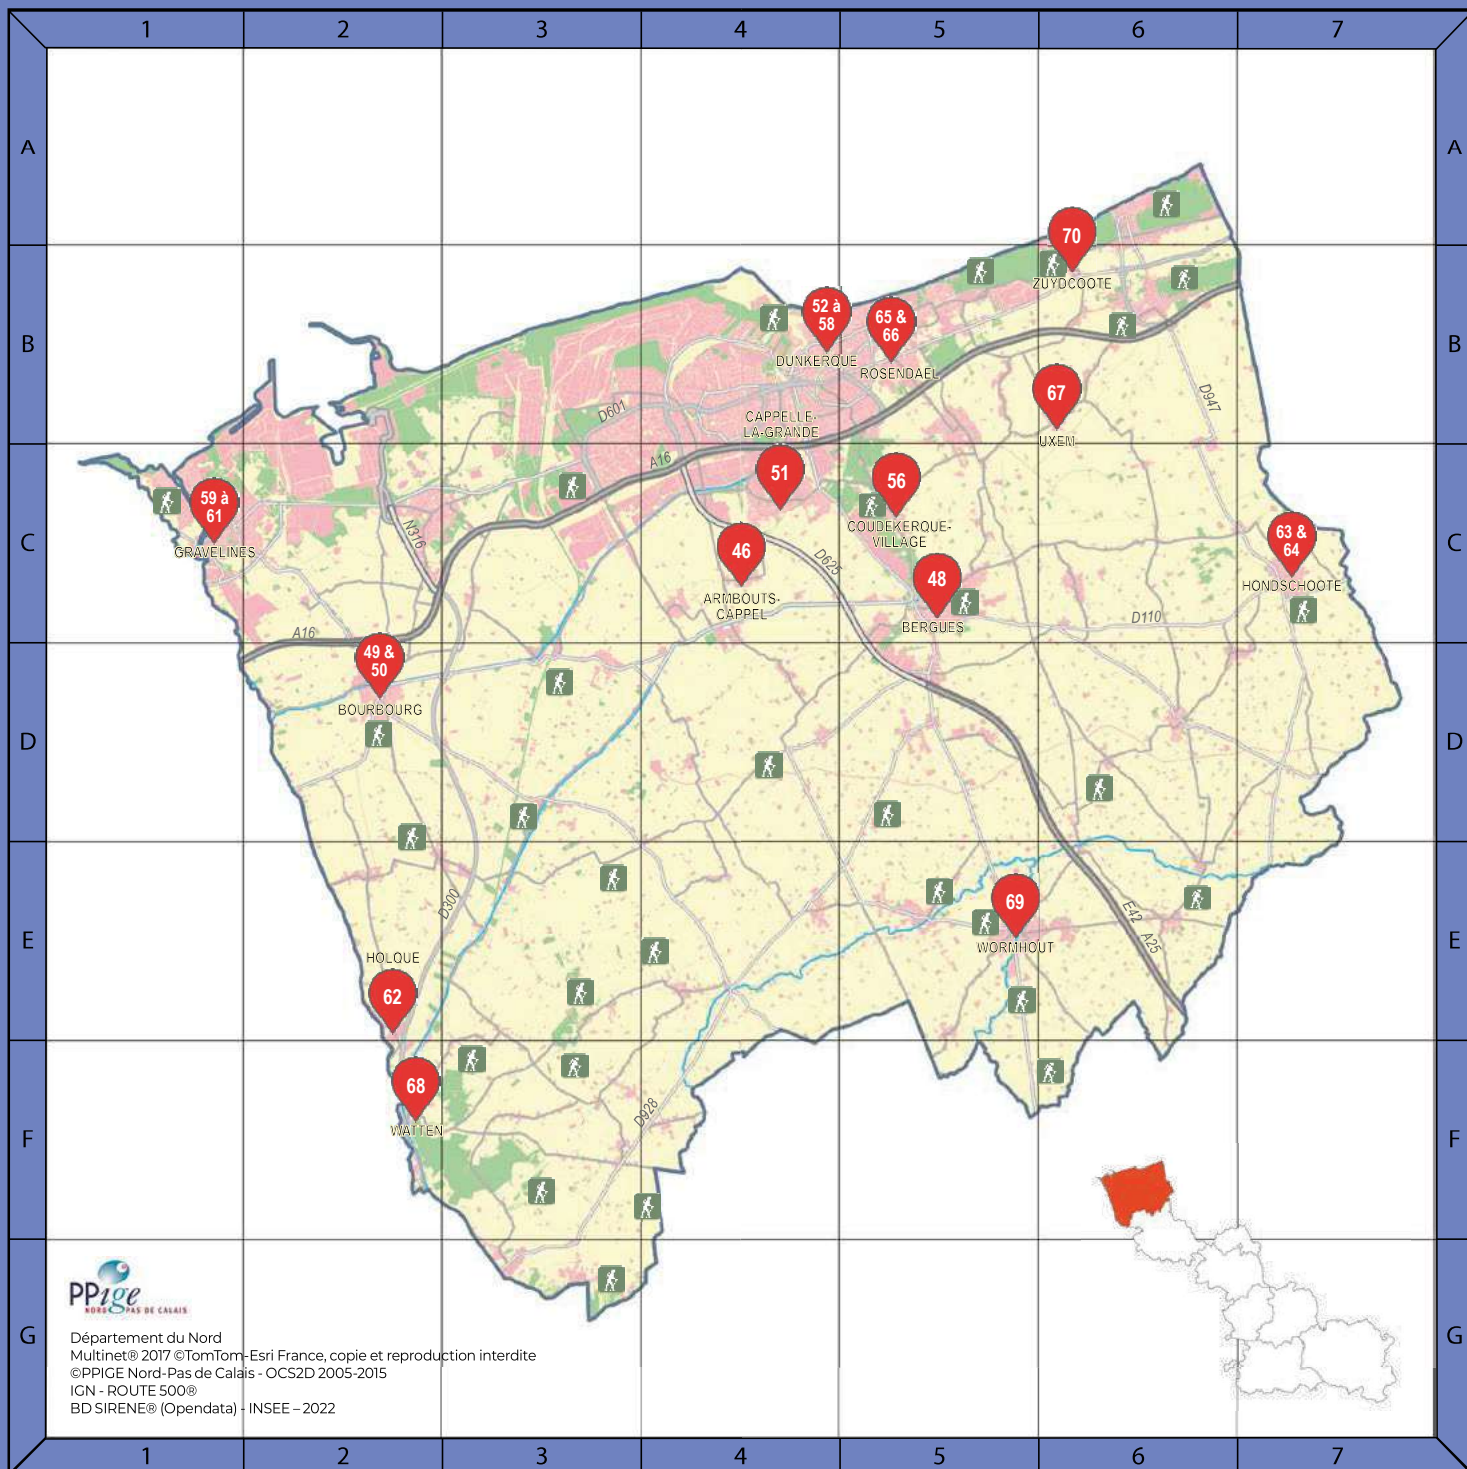 1 2 3 4 5 6 7
A A
70
ZUYDCOOTE
B B
52 à
58
DUNKERQUE
65 &
66
ROSENDAEL
67
UXEM
D947
D601
CAPPELLE-
LA-GRANDE
A16
51
56
COUDEKERQUE-
VILLAGE
59 à
61
GRAVELINES
N316
C C
46
ARMBOUTS-
CAPPEL
D625
48
BERGUES
63 &
64
HONDSCHOOTE
D110
A16
49 &
50
BOURBOURG
D D
D300
69
WORMHOUT
E42 A25
E E
HOLQUE
62
68
WATTEN
D928
F F
PPige
NORD PAS DE CALAIS
G G
Département du Nord
Multinet® 2017 ©TomTom-Esri France, copie et reproduction interdite
©PPIGE Nord-Pas de Calais - OCS2D 2005-2015
IGN - ROUTE 500®
BD SIRENE® (Opendata) - INSEE – 2022
1 2 3 4 5 6 7